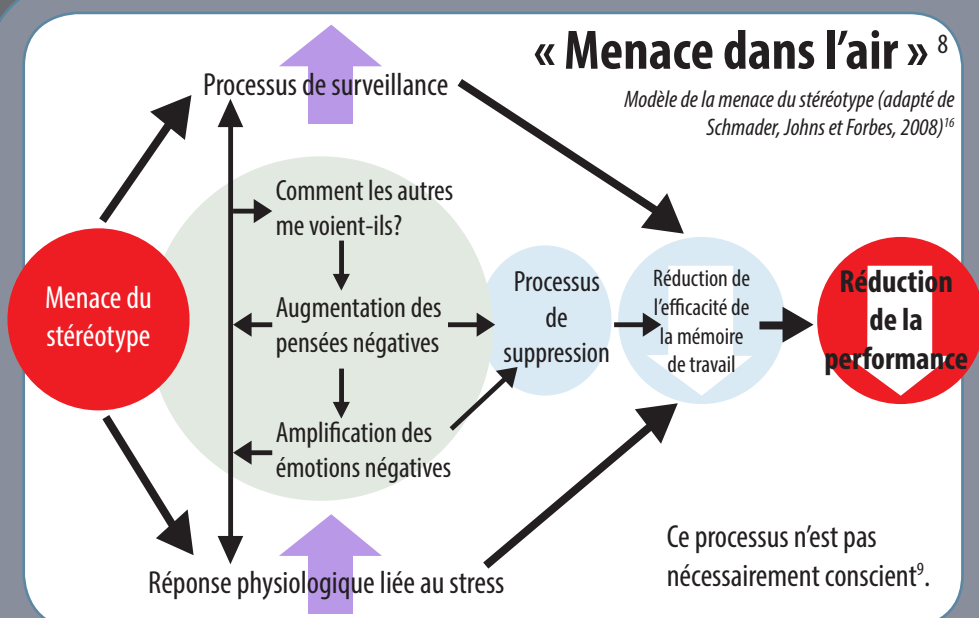 « Menace dans l’air » 8
Modèle de la menace du stéréotype (adapté de
Schmader, Johns et Forbes, 2008)16
Processus de surveillance
Comment les autres
me voient-ils?
Menace du
stéréotype
Augmentation des
pensées négatives
Amplification des
émotions négatives
Processus
de
suppression
Réduction de
l’efficacité de
la mémoire
de travail
Réduction
de la
performance
Réponse physiologique liée au stress
Ce processus n’est pas
nécessairement conscient9.